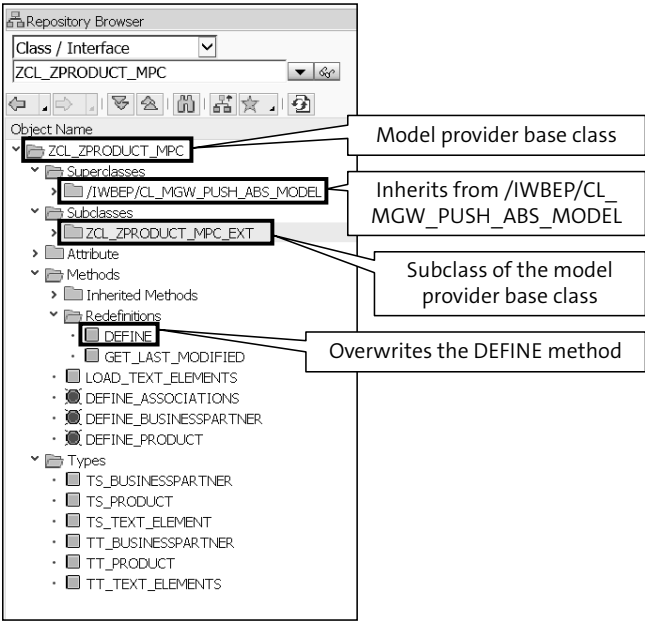 Repository Browser
Class / Interface
ZCL_ZPRODUCT_MPC
Object Name
ZCL_ZPRODUCT_MPC
Model provider base class
Superclasses
/IWBEP/CL_MGW_PUSH_ABS_MODEL
Inherits from /IWBEP/CL_
MGW_PUSH_ABS_MODEL
Subclasses
ZCL_ZPRODUCT_MPC_EXT
Subclass of the model
provider base class
Attribute
Methods
Inherited Methods
Redefinitions
DEFINE
Overwrites the DEFINE method
GET_LAST_MODIFIED
LOAD_TEXT_ELEMENTS
DEFINE_ASSOCIATIONS
DEFINE_BUSINESSPARTNER
DEFINE_PRODUCT
Types
TS_BUSINESSPARTNER
TS_PRODUCT
TS_TEXT_ELEMENT
TT_BUSINESSPARTNER
TT_PRODUCT
TT_TEXT_ELEMENTS